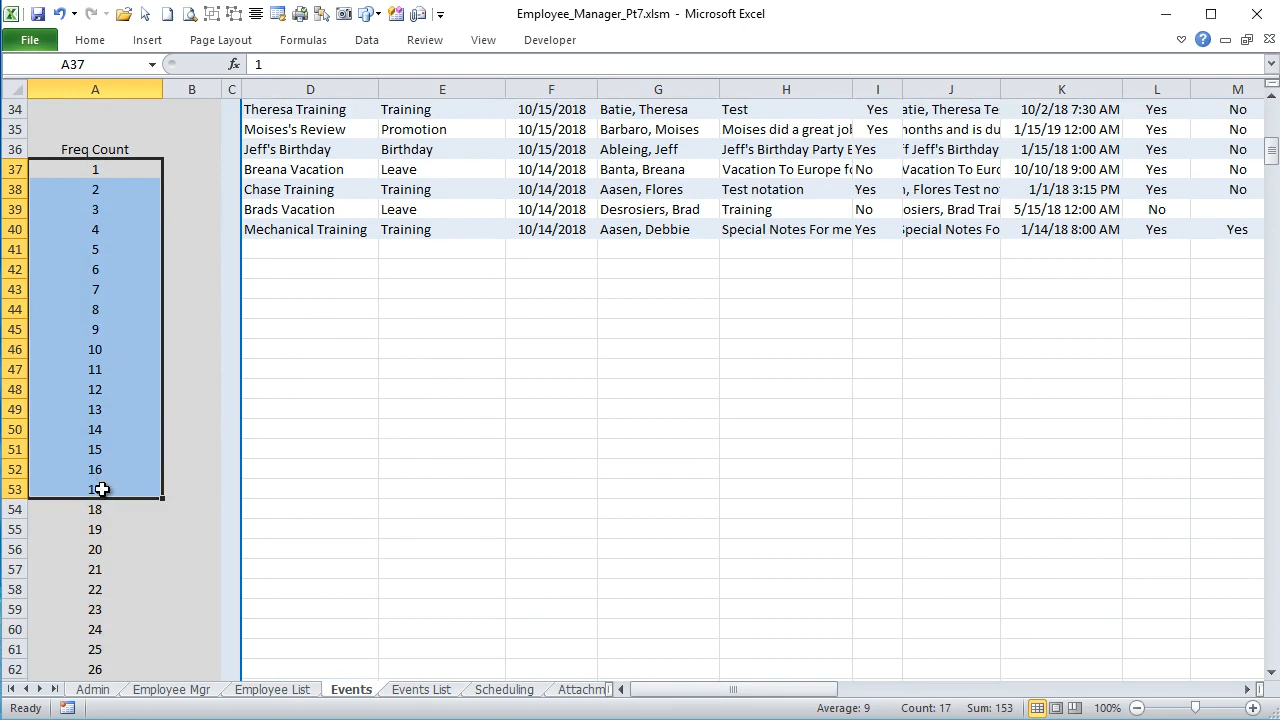 Employee_Manager_Pt7.xlsm - Microsoft Excel
File Home Insert Page Layout Formulas Data Review View Developer
A37 fx 1
A B C D E F G H I J K L M
34 Theresa Training Training 10/15/2018 Batie, Theresa Test Yes atie, Theresa Te 10/2/18 7:30 AM Yes No
35 Moises's Review Promotion 10/15/2018 Barbaro, Moises Moises did a great job Yes months and is du 1/15/19 12:00 AM Yes No
36 Freq Count Jeff's Birthday Birthday 10/15/2018 Ableing, Jeff Jeff's Birthday Party E Yes f Jeff's Birthday 1/15/18 1:00 AM Yes No
37 1 Breana Vacation Leave 10/14/2018 Banta, Breana Vacation To Europe fo No Vacation To Euro 10/10/18 9:00 AM Yes No
38 2 Chase Training Training 10/14/2018 Aasen, Flores Test notation Yes , Flores Test no 1/1/18 3:15 PM Yes No
39 3 Brads Vacation Leave 10/14/2018 Desrosiers, Brad Training No osiers, Brad Trai 5/15/18 12:00 AM No
40 4 Mechanical Training Training 10/14/2018 Aasen, Debbie Special Notes For me Yes Special Notes Fo 1/14/18 8:00 AM Yes Yes
41 5
42 6
43 7
44 8
45 9
46 10
47 11
48 12
49 13
50 14
51 15
52 16
53
54 18
55 19
56 20
57 21
58 22
59 23
60 24
61 25
62 26
Admin Employee Mgr Employee List Events Events List Scheduling Attachm
Ready Average: 9 Count: 17 Sum: 153 100%